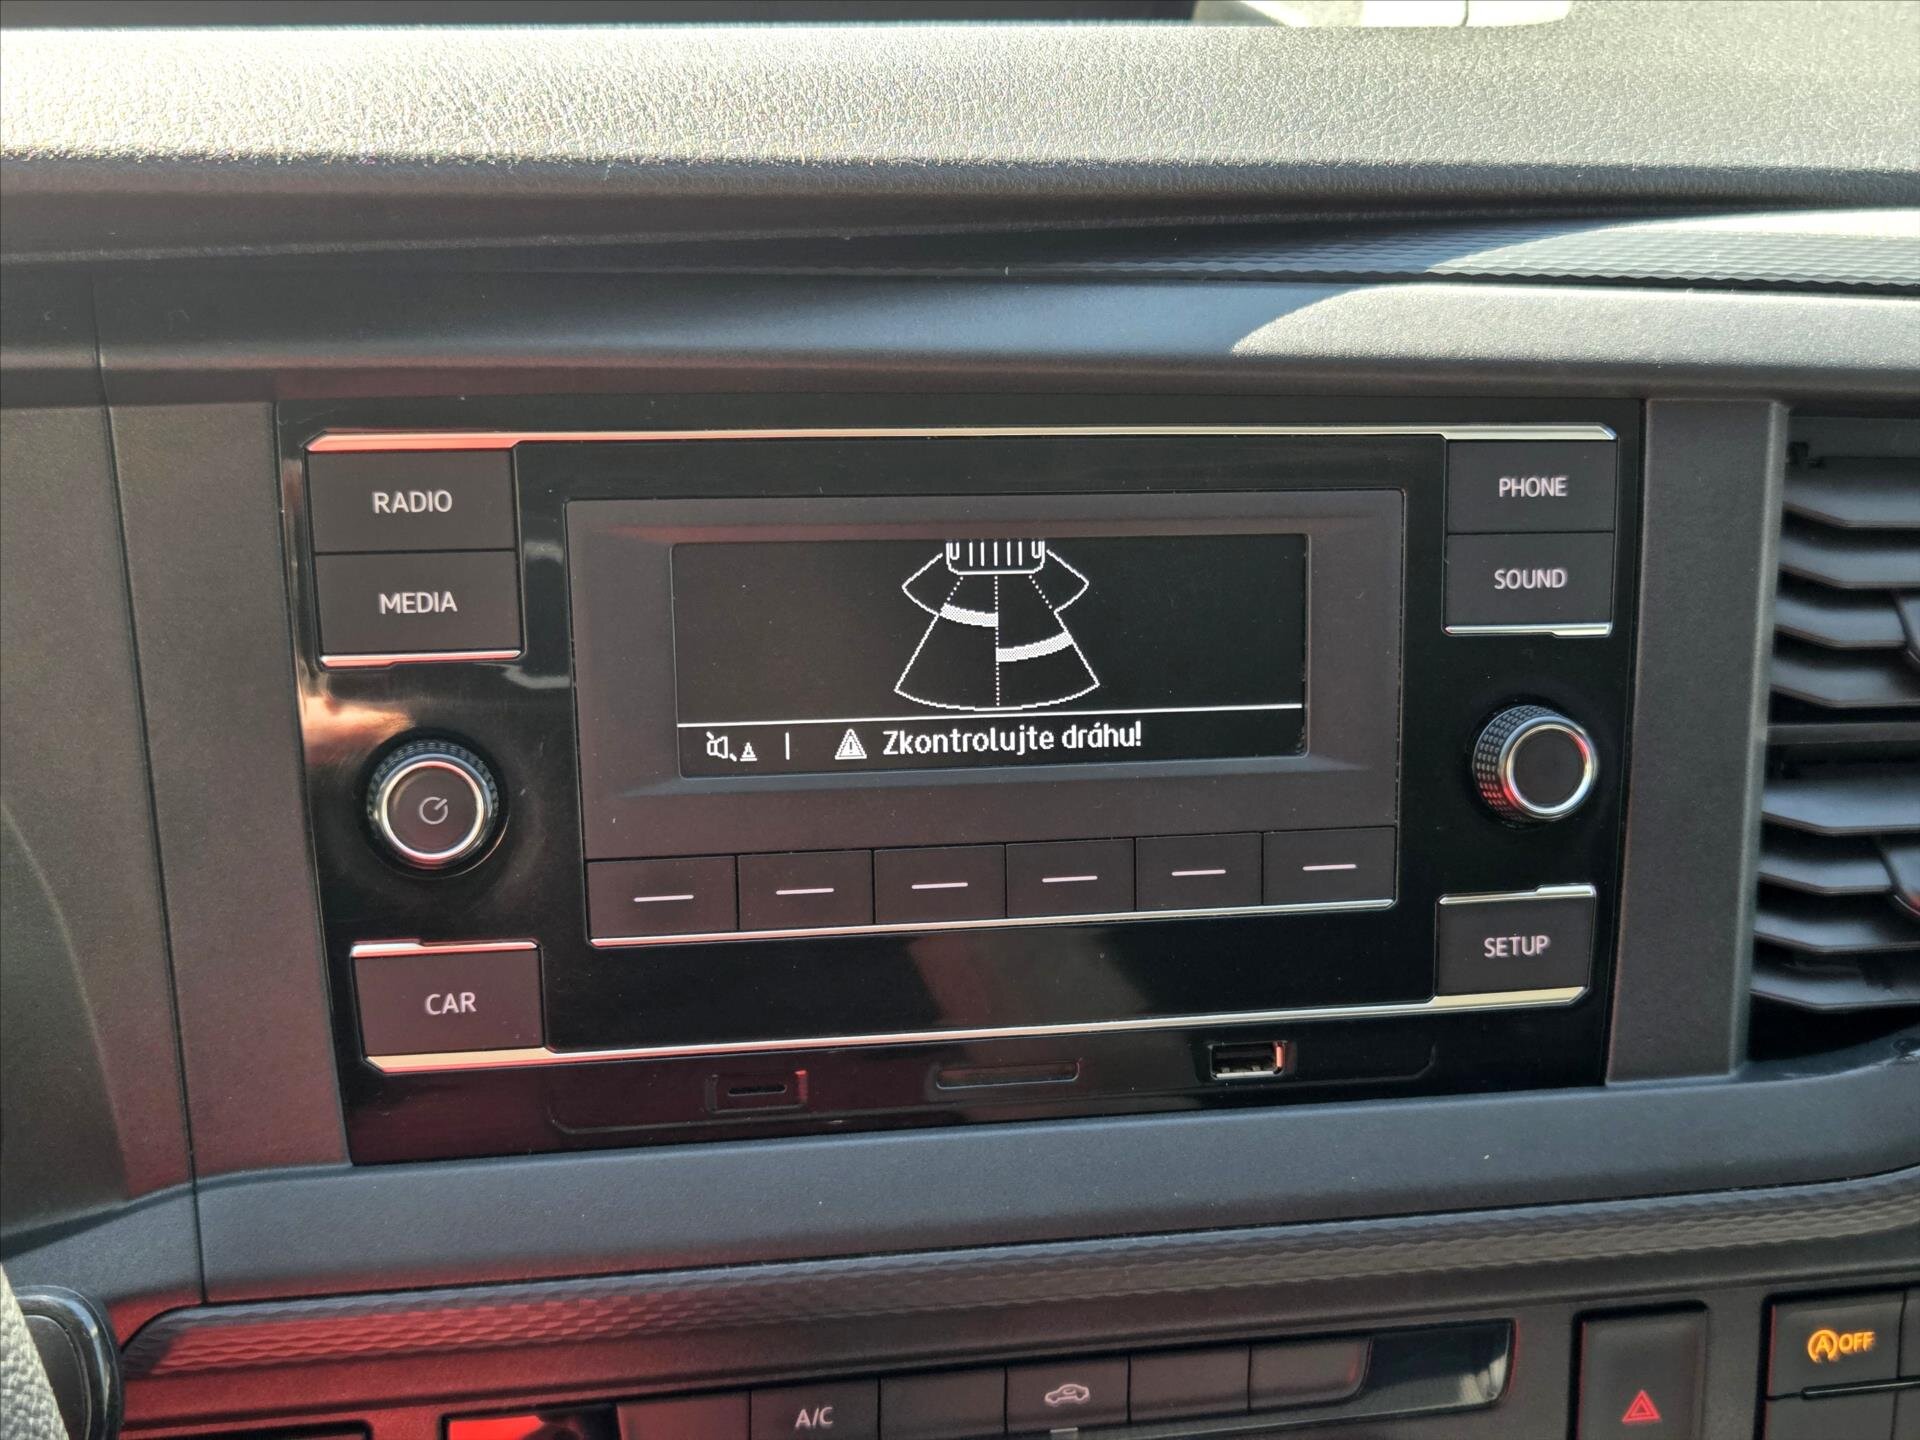 RADIO
PHONE
MEDIA
SOUND
Zkontrolujte dráhu!
SETUP
CAR
A/C
(A)OFF